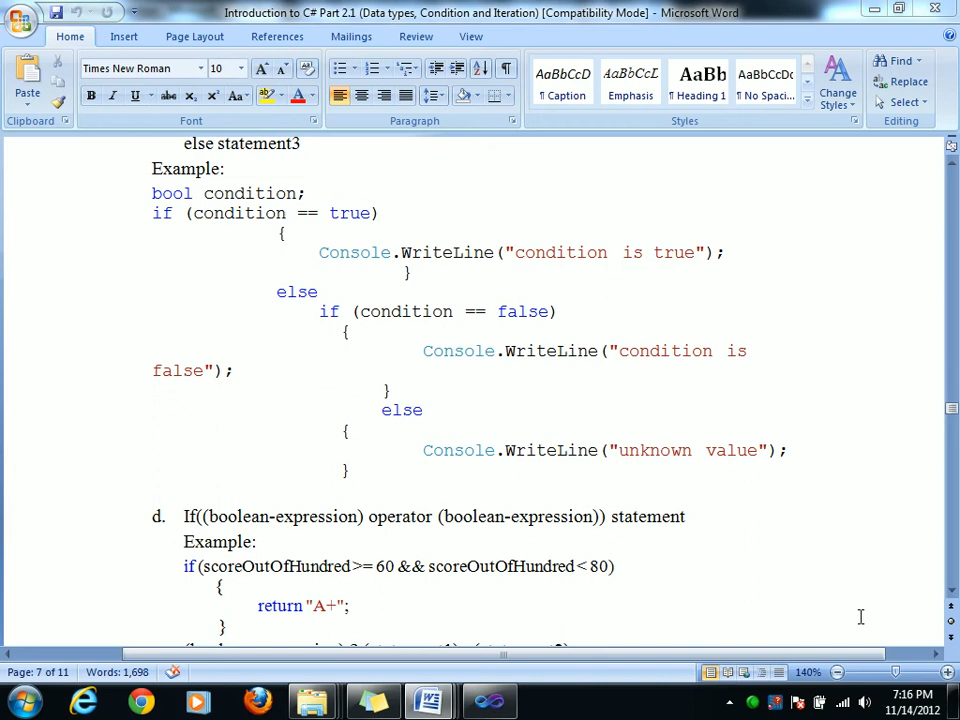 Introduction to C# Part 2.1 (Data types, Condition and Iteration) [Compatibility Mode] - Microsoft Word
Home Insert Page Layout References Mailings Review View
Paste
Clipboard
Times New Roman 10
Font
Paragraph
AaBbCcD AaBbCcL AaBb AaBbCcDc
¶ Caption Emphasis ¶ Heading 1 ¶ No Spaci...
Change Styles
Styles
Find
Replace
Select
Editing
else statement3
Example:
bool condition;
if (condition == true)
{
Console.WriteLine("condition is true");
}
else
if (condition == false)
{
Console.WriteLine("condition is
false");
}
else
{
Console.WriteLine("unknown value");
}
d. If((boolean-expression) operator (boolean-expression)) statement
Example:
if (scoreOutOfHundred >= 60 && scoreOutOfHundred < 80)
{
return "A+";
}
Page: 7 of 11 Words: 1,698 140%
7:16 PM
11/14/2012